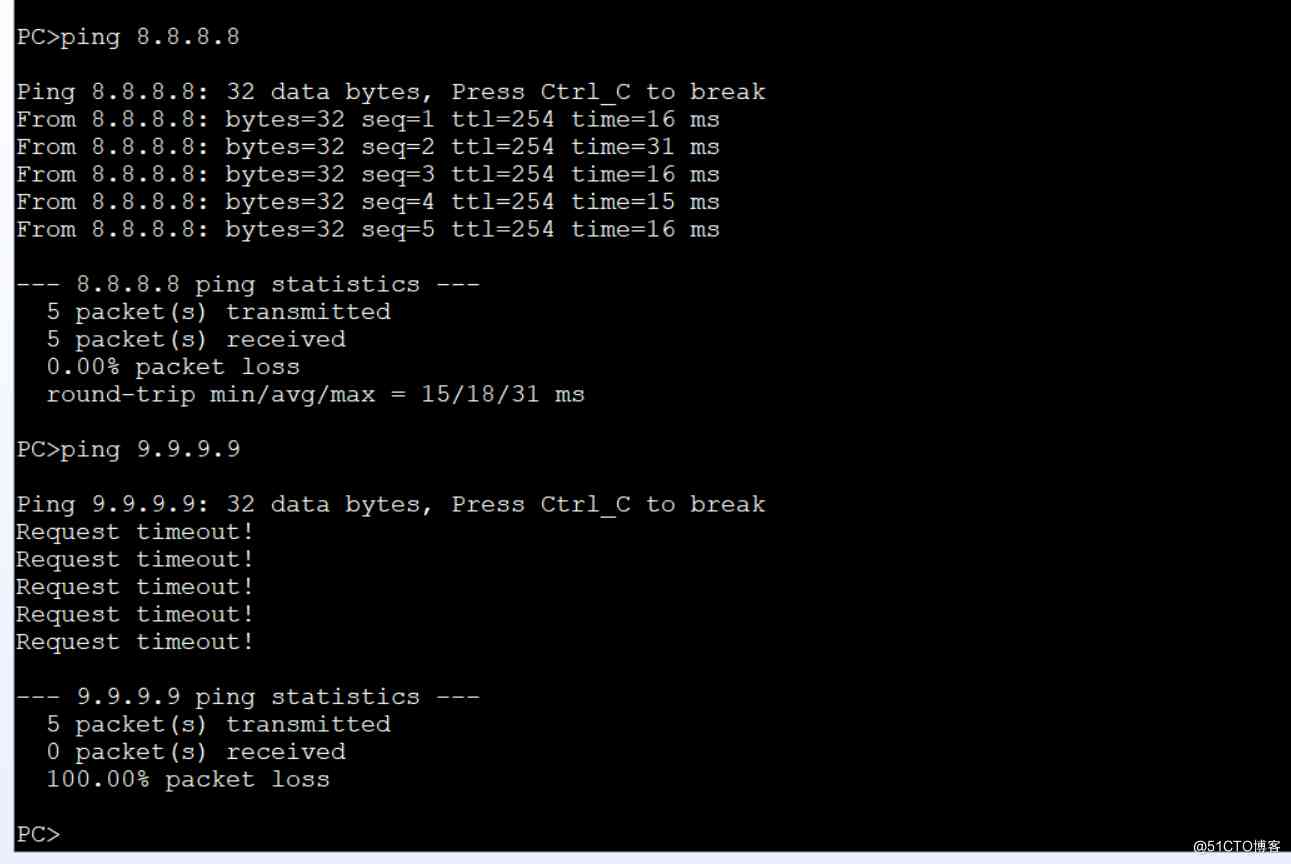 PC>ping 8.8.8.8
Ping 8.8.8.8: 32 data bytes, Press Ctrl_C to break
From 8.8.8.8: bytes=32 seq=1 ttl=254 time=16 ms
From 8.8.8.8: bytes=32 seq=2 ttl=254 time=31 ms
From 8.8.8.8: bytes=32 seq=3 ttl=254 time=16 ms
From 8.8.8.8: bytes=32 seq=4 ttl=254 time=15 ms
From 8.8.8.8: bytes=32 seq=5 ttl=254 time=16 ms
--- 8.8.8.8 ping statistics ---
5 packet(s) transmitted
5 packet(s) received
0.00% packet loss
round-trip min/avg/max = 15/18/31 ms
PC>ping 9.9.9.9
Ping 9.9.9.9: 32 data bytes, Press Ctrl_C to break
Request timeout!
Request timeout!
Request timeout!
Request timeout!
Request timeout!
--- 9.9.9.9 ping statistics ---
5 packet(s) transmitted
0 packet(s) received
100.00% packet loss
PC>
@51CTO博客